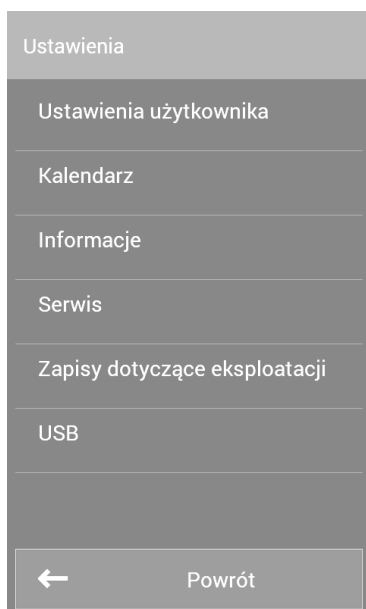 Ustawienia
Ustawienia użytkownika
Kalendarz
Informacje
Serwis
Zapisy dotyczące eksploatacji
USB
Powrót